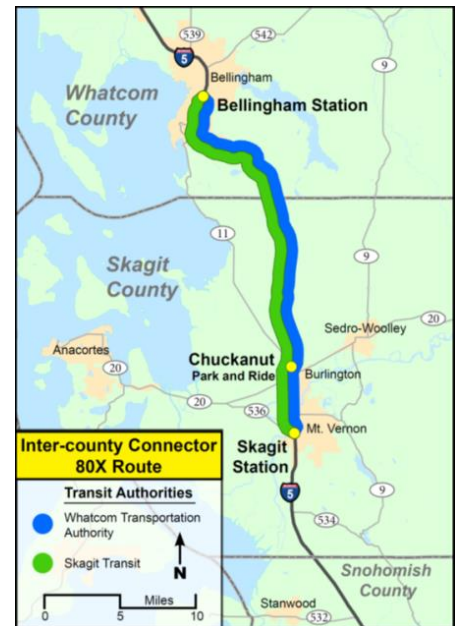 539
542
5
9
Bellingham
Whatcom
County
Bellingham Station
11
9
Skagit
County
Sedro-Woolley
20
Anacortes
Chuckanut
Park and Ride
Burlington
20
20
536
Mt. Vernon
Skagit
Station
Inter-county Connector
80X Route
Transit Authorities
Whatcom Transportation
Authority
Skagit Transit
N
0 5 Miles 10
5
9
534
Snohomish
County
Stanwood
532